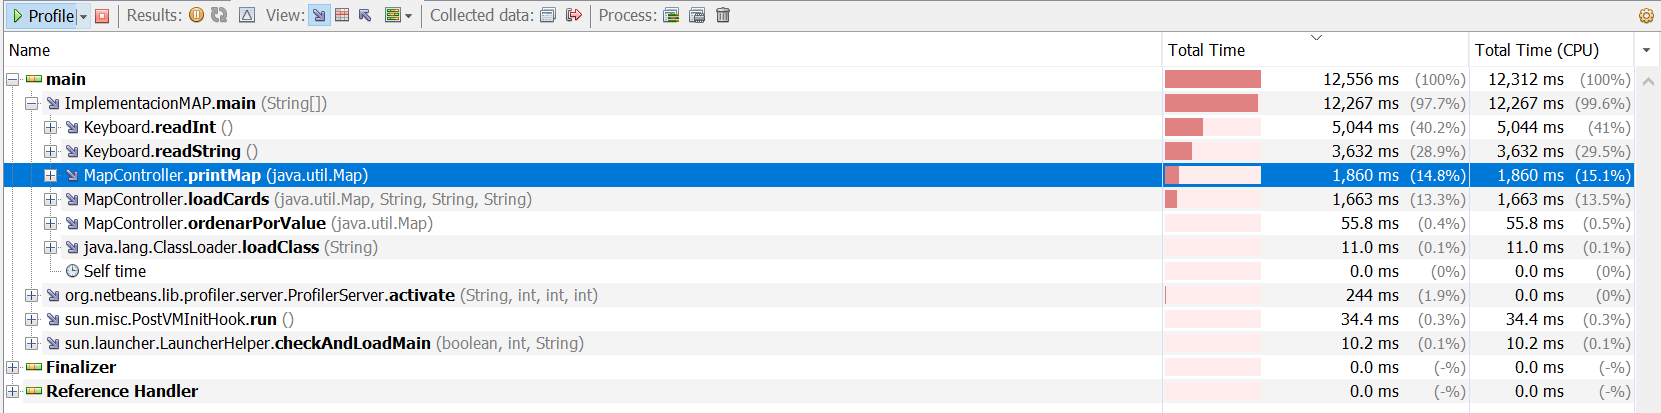 Profile Results: View: Collected data: Process:
Name Total Time Total Time (CPU)
main 12,556 ms (100%) 12,312 ms (100%)
ImplementacionMAP.main (String[]) 12,267 ms (97.7%) 12,267 ms (99.6%)
Keyboard.readInt () 5,044 ms (40.2%) 5,044 ms (41%)
Keyboard.readString () 3,632 ms (28.9%) 3,632 ms (29.5%)
MapController.printMap (java.util.Map) 1,860 ms (14.8%) 1,860 ms (15.1%)
MapController.loadCards (java.util.Map, String, String, String) 1,663 ms (13.3%) 1,663 ms (13.5%)
MapController.ordenarPorValue (java.util.Map) 55.8 ms (0.4%) 55.8 ms (0.5%)
java.lang.ClassLoader.loadClass (String) 11.0 ms (0.1%) 11.0 ms (0.1%)
Self time 0.0 ms (0%) 0.0 ms (0%)
org.netbeans.lib.profiler.server.ProfilerServer.activate (String, int, int, int) 244 ms (1.9%) 0.0 ms (0%)
sun.misc.PostVMInitHook.run () 34.4 ms (0.3%) 34.4 ms (0.3%)
sun.launcher.LauncherHelper.checkAndLoadMain (boolean, int, String) 10.2 ms (0.1%) 10.2 ms (0.1%)
Finalizer 0.0 ms (-%) 0.0 ms (-%)
Reference Handler 0.0 ms (-%) 0.0 ms (-%)